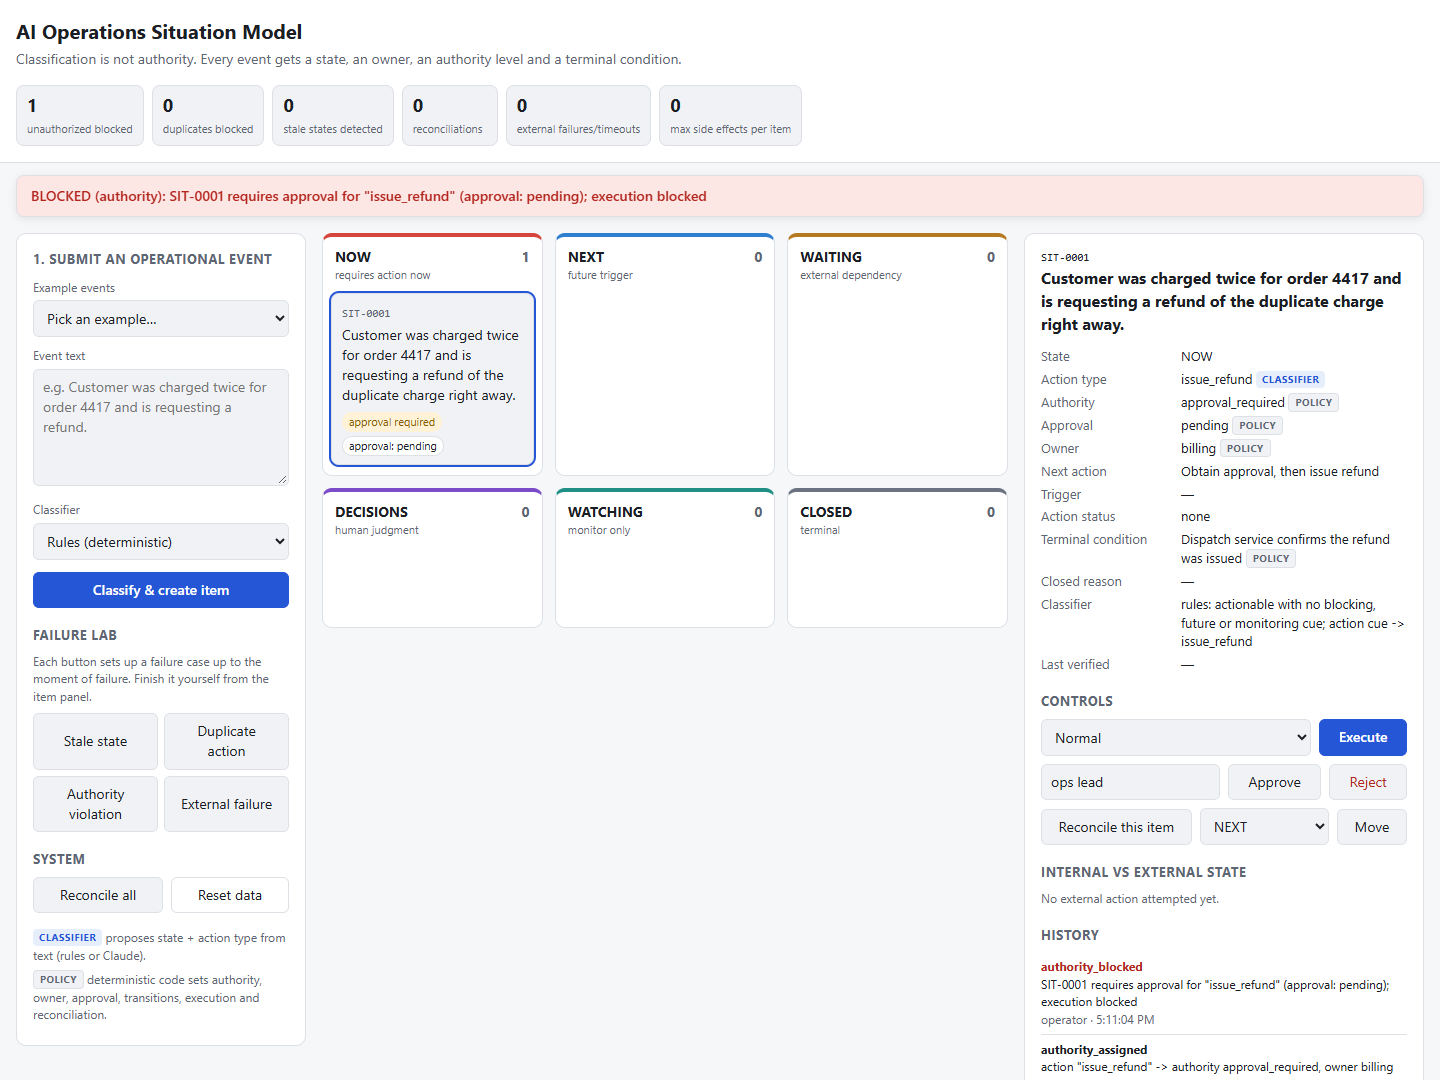 AI Operations Situation Model
Classification is not authority. Every event gets a state, an owner, an authority level and a terminal condition.
1
unauthorized blocked
0
duplicates blocked
0
stale states detected
0
reconciliations
0
external failures/timeouts
0
max side effects per item
BLOCKED (authority): SIT-0001 requires approval for "issue_refund" (approval: pending); execution blocked
1. SUBMIT AN OPERATIONAL EVENT
Example events
Pick an example...
Event text
e.g. Customer was charged twice for
order 4417 and is requesting a
refund.
Classifier
Rules (deterministic)
Classify & create item
FAILURE LAB
Each button sets up a failure case up to the
moment of failure. Finish it yourself from the
item panel.
Stale state
Duplicate
action
Authority
violation
External failure
SYSTEM
Reconcile all
Reset data
CLASSIFIER proposes state + action type from
text (rules or Claude).
POLICY deterministic code sets authority,
owner, approval, transitions, execution and
reconciliation.
NOW 1
requires action now
SIT-0001
Customer was charged twice
for order 4417 and is
requesting a refund of the
duplicate charge right away.
approval required
approval: pending
NEXT 0
future trigger
WAITING 0
external dependency
DECISIONS 0
human judgment
WATCHING 0
monitor only
CLOSED 0
terminal
SIT-0001
Customer was charged twice for order 4417 and
is requesting a refund of the duplicate charge
right away.
State NOW
Action type issue_refund CLASSIFIER
Authority approval_required POLICY
Approval pending POLICY
Owner billing POLICY
Next action Obtain approval, then issue refund
Trigger —
Action status none
Terminal condition Dispatch service confirms the refund
was issued POLICY
Closed reason —
Classifier rules: actionable with no blocking,
future or monitoring cue; action cue ->
issue_refund
Last verified —
CONTROLS
Normal
Execute
ops lead
Approve
Reject
Reconcile this item
NEXT
Move
INTERNAL VS EXTERNAL STATE
No external action attempted yet.
HISTORY
authority_blocked
SIT-0001 requires approval for "issue_refund" (approval: pending);
execution blocked
operator · 5:11:04 PM
authority_assigned
action "issue_refund" -> authority approval_required, owner billing